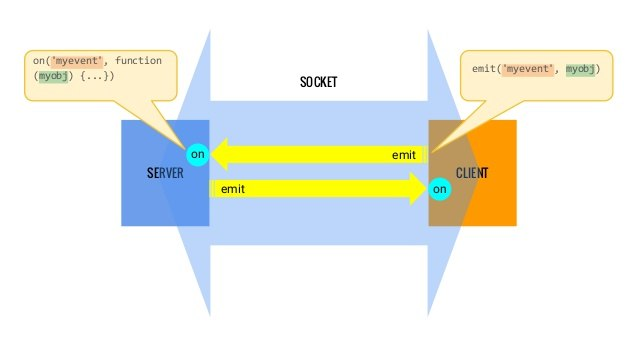 on('myevent', function
(myobj) {...})
emit('myevent', myobj)
SOCKET
on
emit
SERVER
CLIENT
emit
on